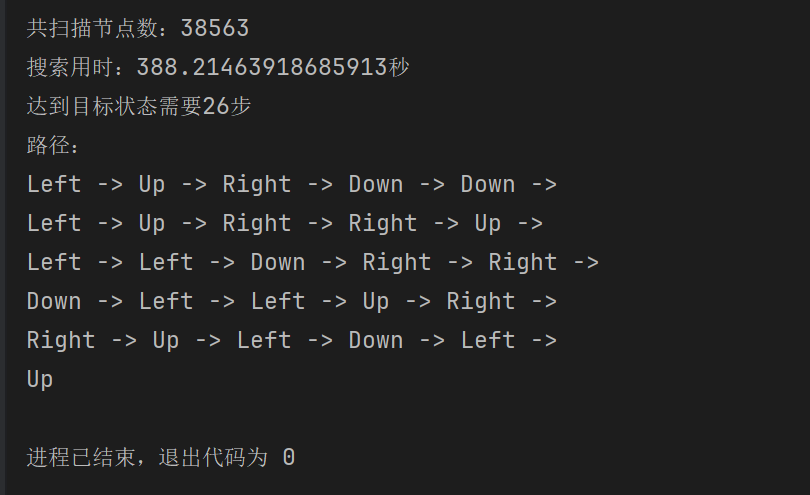 共扫描节点数：38563
搜索用时：388.21463918685913秒
达到目标状态需要26步
路径：
Left -> Up -> Right -> Down -> Down ->
Left -> Up -> Right -> Right -> Up ->
Left -> Left -> Down -> Right -> Right ->
Down -> Left -> Left -> Up -> Right ->
Right -> Up -> Left -> Down -> Left ->
Up
进程已结束，退出代码为 0